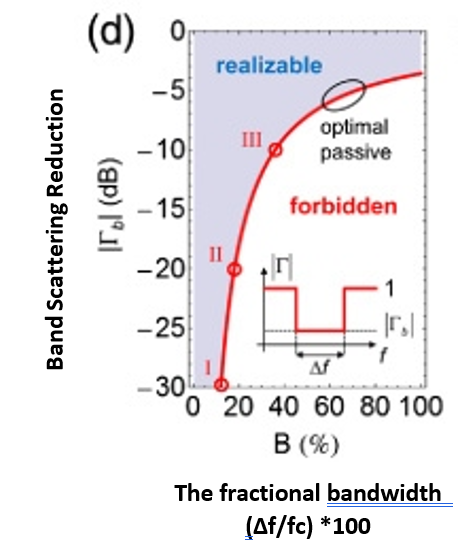 (d)
0
−5
−10
−15
−20
−25
−30
Band Scattering Reduction
|Γb| (dB)
realizable
optimal
passive
forbidden
III
II
I
|Γ|
1
|Γb|
Δf
f
0 20 40 60 80 100
B (%)
The fractional bandwidth
(Δf/fc) *100